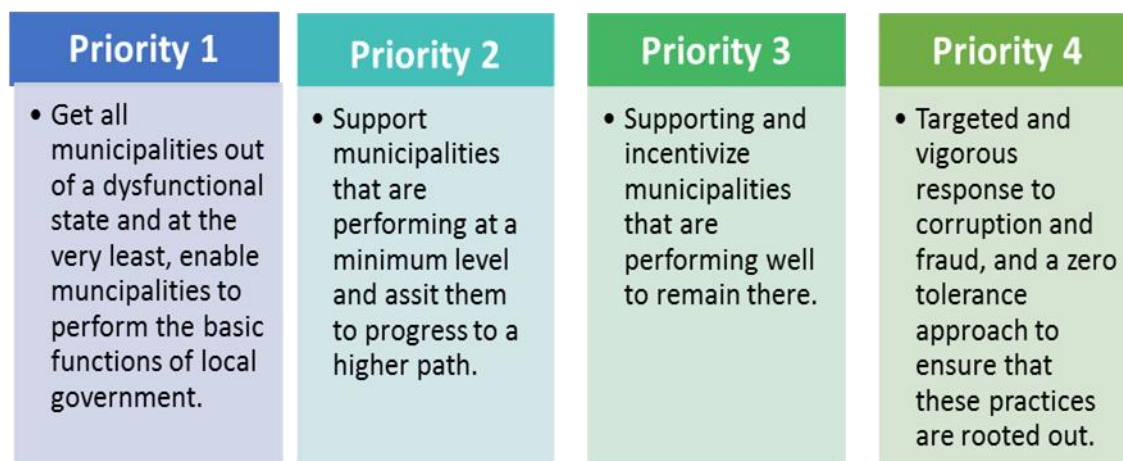 Priority 1
• Get all
municipalities out
of a dysfunctional
state and at the
very least, enable
muncipalities to
perform the basic
functions of local
government.
Priority 2
• Support
municipalities
that are
performing at a
minimum level
and assit them
to progress to a
higher path.
Priority 3
• Supporting and
incentivize
municipalities
that are
performing well
to remain there.
Priority 4
• Targeted and
vigorous
response to
corruption and
fraud, and a zero
tolerance
approach to
ensure that
these practices
are rooted out.